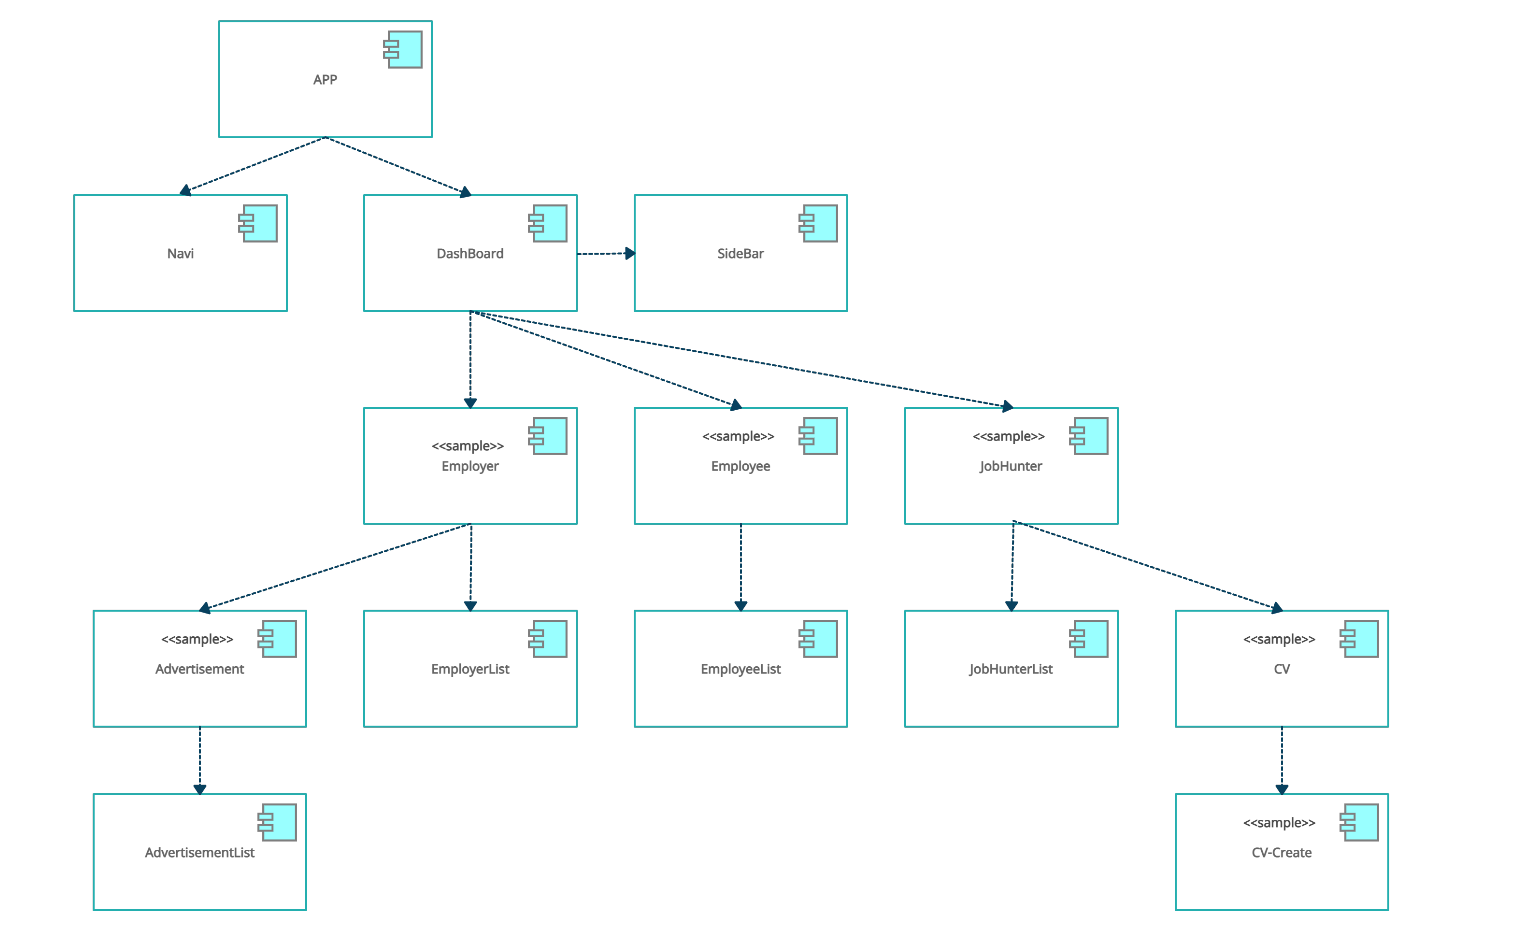 APP
Navi
DashBoard
SideBar
<<sample>>
Employer
<<sample>>
Employee
<<sample>>
JobHunter
<<sample>>
Advertisement
EmployerList
EmployeeList
JobHunterList
<<sample>>
CV
AdvertisementList
<<sample>>
CV-Create